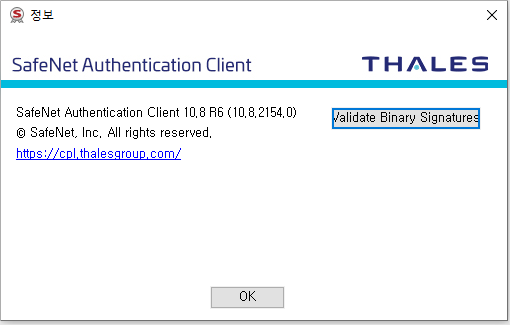 정보
SafeNet Authentication Client
THALES
SafeNet Authentication Client 10.8 R6 (10.8.2154.0)
© SafeNet, Inc. All rights reserved.
https://cpl.thalesgroup.com/
Validate Binary Signatures
OK